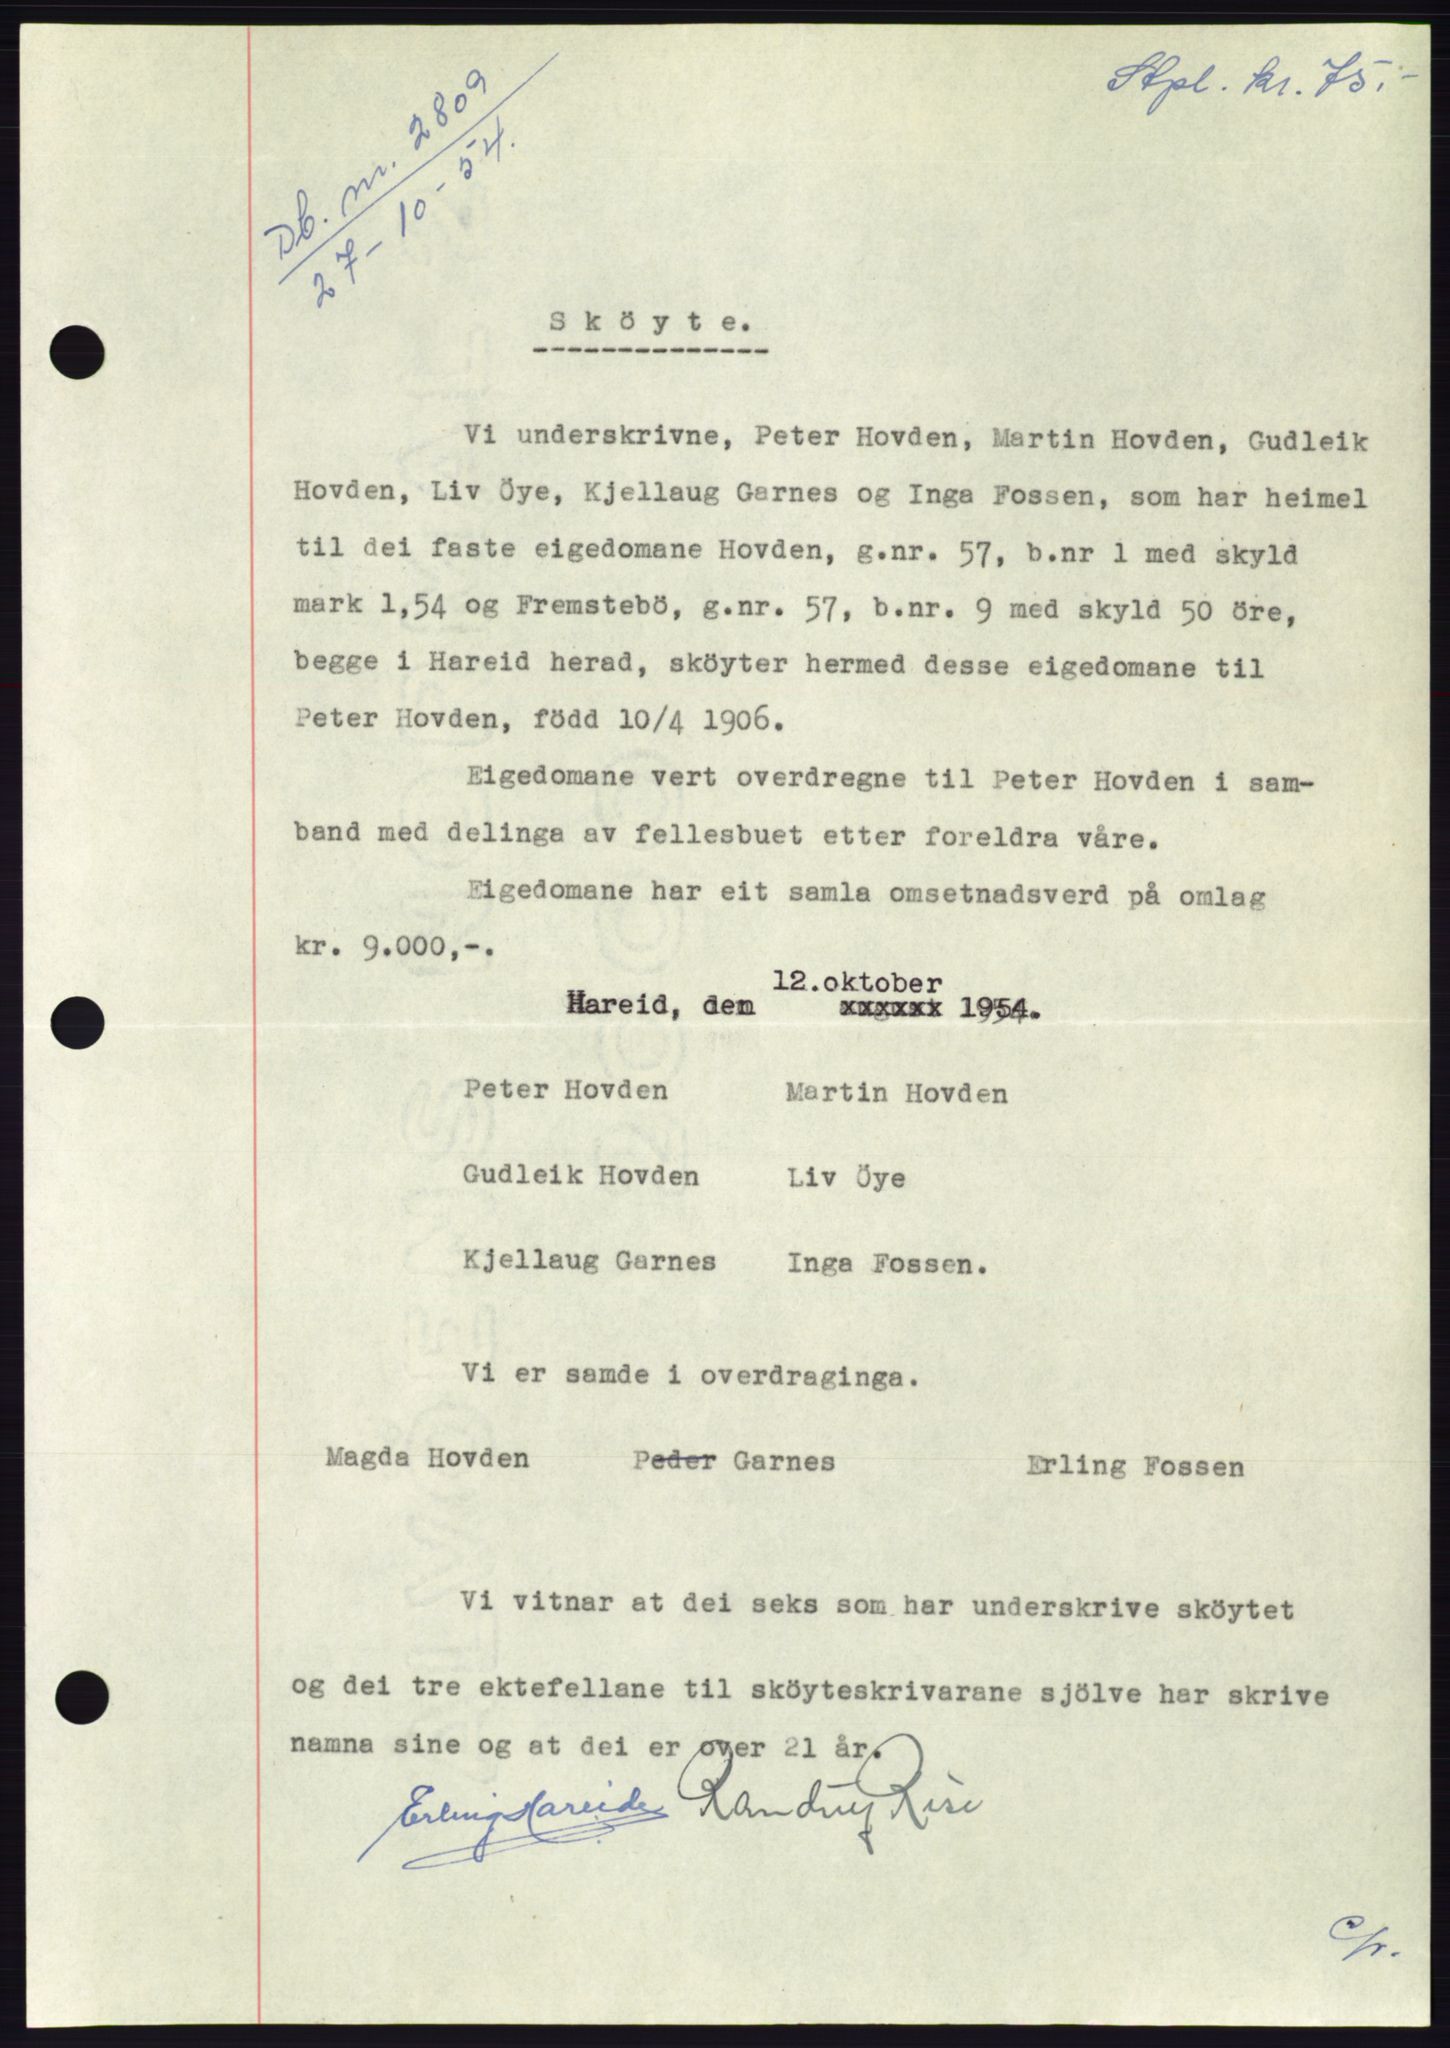 Stpl. kr. 75.-
Db. nr. 2809
27-10-54.
Sköyte.
Vi underskrivne, Peter Hovden, Martin Hovden, Gudleik
Hovden, Liv Öye, Kjellaug Garnes og Inga Fossen, som har heimel
til dei faste eigedomane Hovden, g.nr. 57, b.nr 1 med skyld
mark 1,54 og Fremstebö, g.nr. 57, b.nr. 9 med skyld 50 öre,
begge i Hareid herad, sköyter hermed desse eigedomane til
Peter Hovden, född 10/4 1906.
Eigedomane vert overdregne til Peter Hovden i sam-
band med delinga av fellesbuet etter foreldra våre.
Eigedomane har eit samla omsetnadsverd på omlag
kr. 9.000,-.
12.oktober
Hareid, dem xxxxxx 1954.
Peter Hovden Martin Hovden
Gudleik Hovden Liv Öye
Kjellaug Garnes Inga Fossen.
Vi er samde i overdraginga.
Magda Hovden Peder Garnes Erling Fossen
Vi vitnar at dei seks som har underskrive sköytet
og dei tre ektefellane til sköyteskrivarane sjölve har skrive
namna sine og at dei er over 21 år.
Erling Hareide Randrug Rise